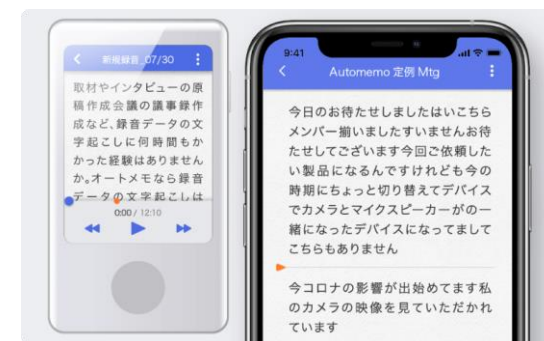 新規録音_07/30
取材やインタビューの原
稿作成会議の議事録作
成など、録音データの文
字起こしに何時間もか
かった経験はありません
か。オートメモなら録音
データの文字起こしは
0:00 / 12:10
9:41
Automemo 定例 Mtg
今日のお待たせしましたはいこちら
メンバー揃いましたすいませんお待
たせしてございます今回ご依頼した
い製品になるんですけれども今の
時期にちょっと切り替えてデバイス
でカメラとマイクスピーカーがの一
緒になったデバイスになってまして
こちらもありません
今コロナの影響が出始めてます私
のカメラの映像を見ていただかれ
ています